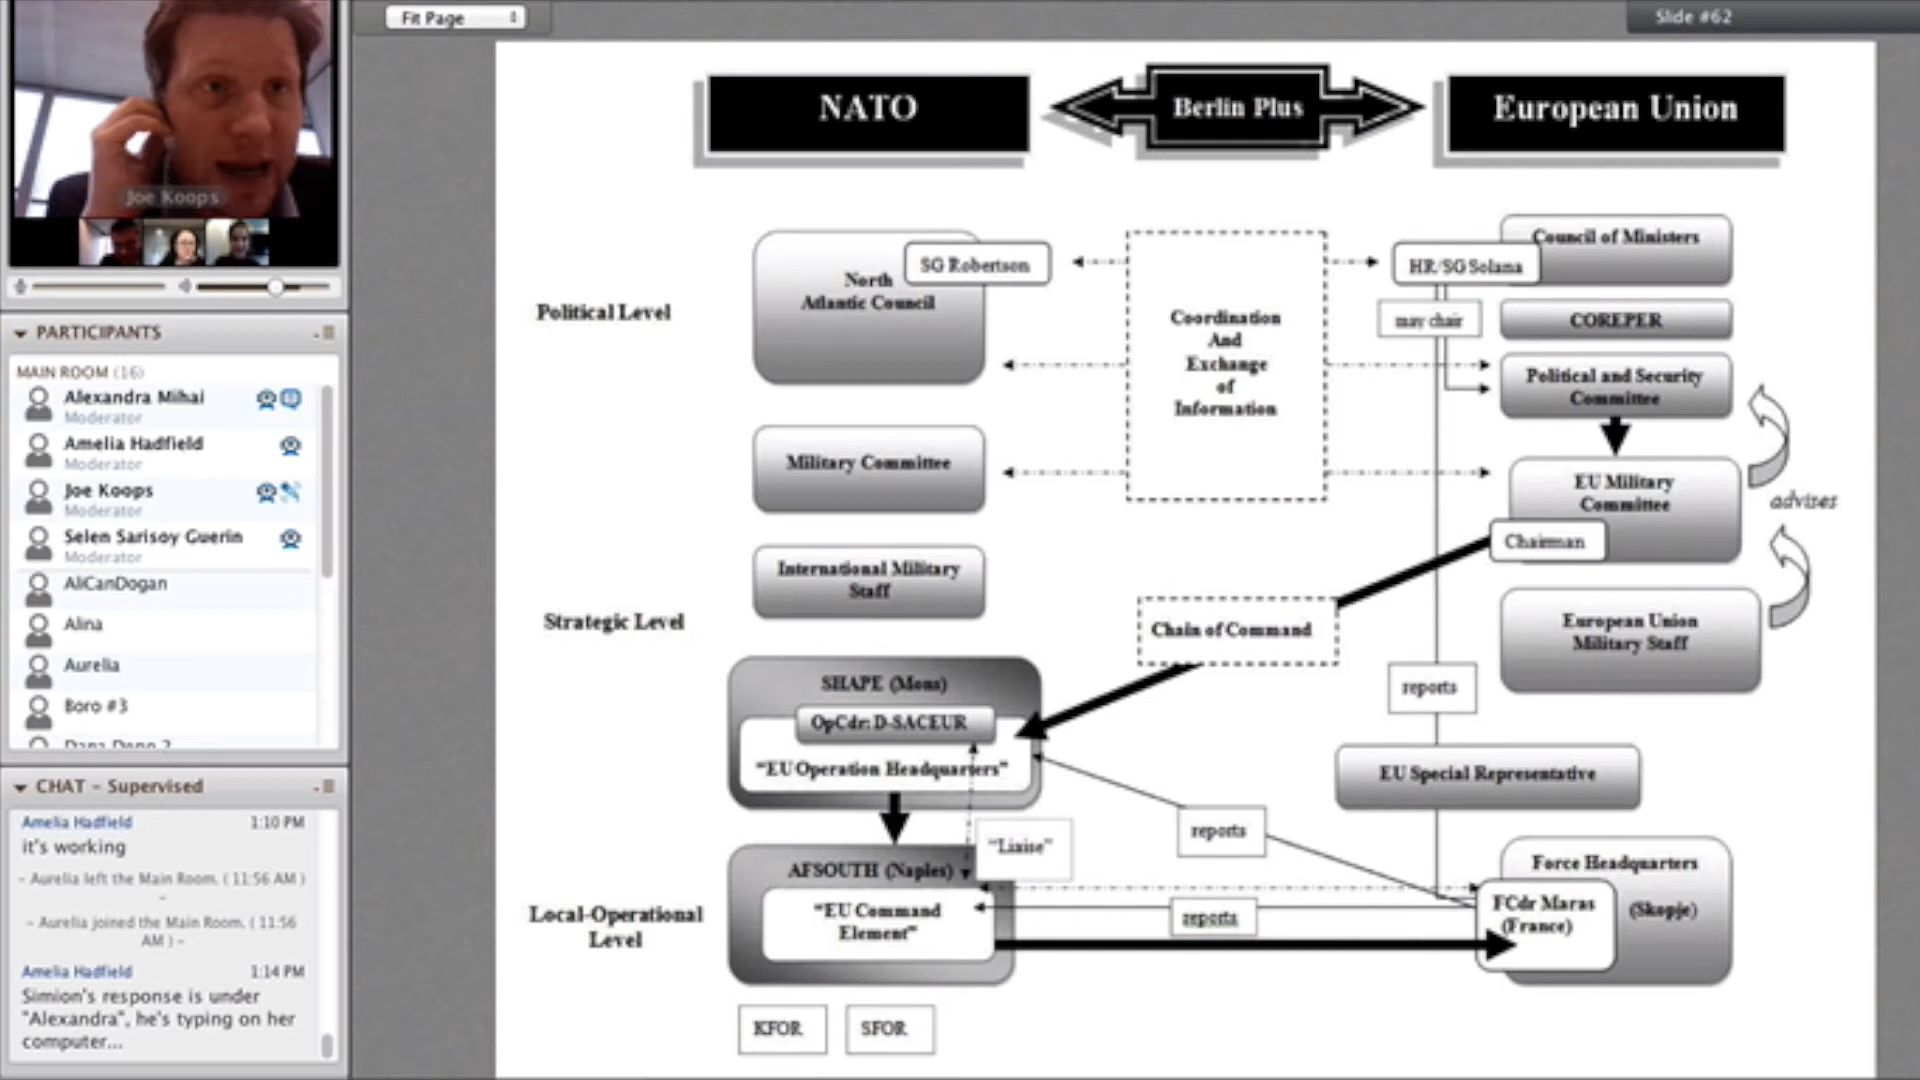 Fit Page
Slide #62
Joe Koops
PARTICIPANTS
MAIN ROOM (16)
Alexandra Mihai
Moderator
Amelia Hadfield
Moderator
Joe Koops
Moderator
Selen Sarisoy Guerin
Moderator
AliCanDogan
Alina
Aurelia
Boro #3
CHAT - Supervised
Amelia Hadfield 1:10 PM
it's working
- Aurelia left the Main Room. ( 11:56 AM )
-
- Aurelia joined the Main Room. ( 11:56
AM ) -
Amelia Hadfield 1:14 PM
Simion's response is under
"Alexandra", he's typing on her
computer...
NATO
Berlin Plus
European Union
Political Level
North
Atlantic Council
SG Robertson
Coordination
And
Exchange
of
Information
Council of Ministers
HR/SG Solana
may chair
COREPER
Political and Security
Committee
Military Committee
EU Military
Committee
Chairman
advises
International Military
Staff
Strategic Level
Chain of Command
European Union
Military Staff
SHAPE (Mons)
OpCdr: D-SACEUR
"EU Operation Headquarters"
reports
EU Special Representative
reports
"Liaise"
Local-Operational
Level
AFSOUTH (Naples)
"EU Command
Element"
reports
Force Headquarters
FCdr Maras
(France)
(Skopje)
KFOR
SFOR